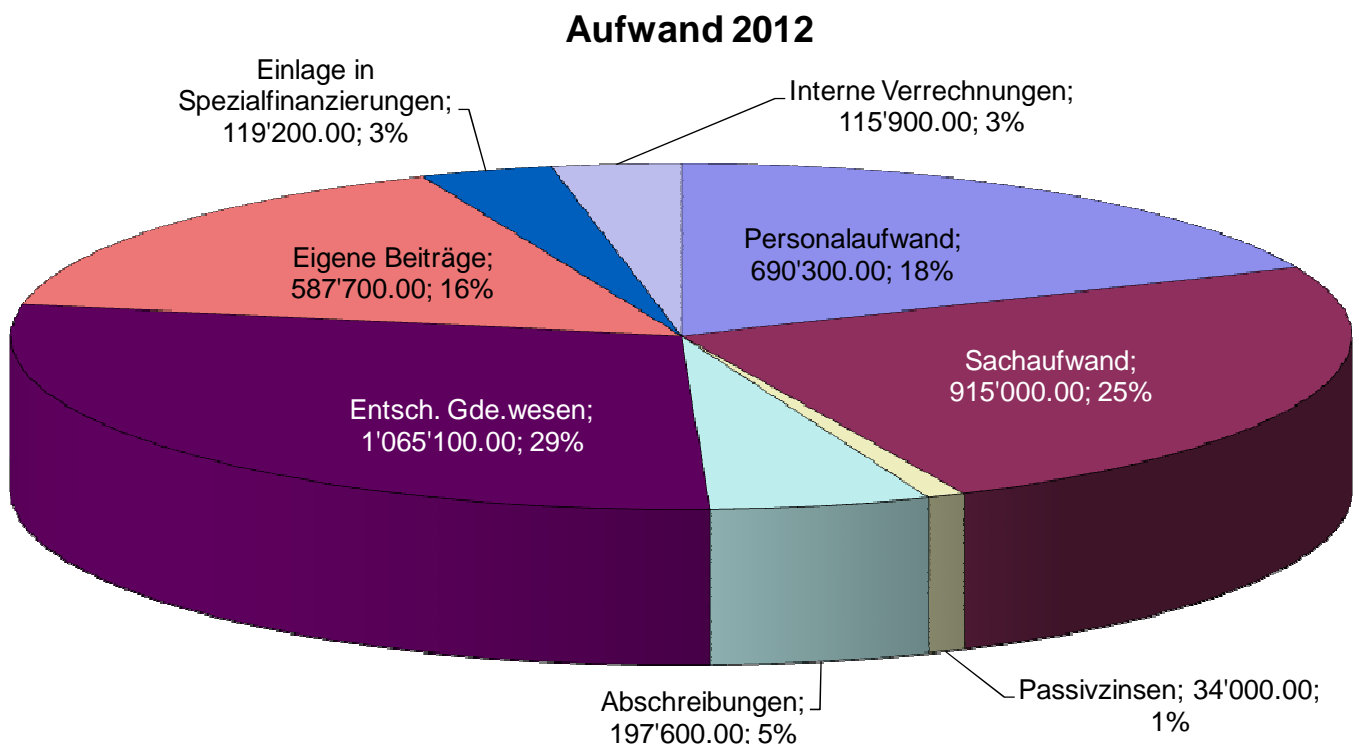 Aufwand 2012
Einlage in
Spezialfinanzierungen;
119'200.00; 3%
Interne Verrechnungen;
115'900.00; 3%
Personalaufwand;
690'300.00; 18%
Eigene Beiträge;
587'700.00; 16%
Sachaufwand;
915'000.00; 25%
Entsch. Gde.wesen;
1'065'100.00; 29%
Passivzinsen; 34'000.00;
1%
Abschreibungen;
197'600.00; 5%